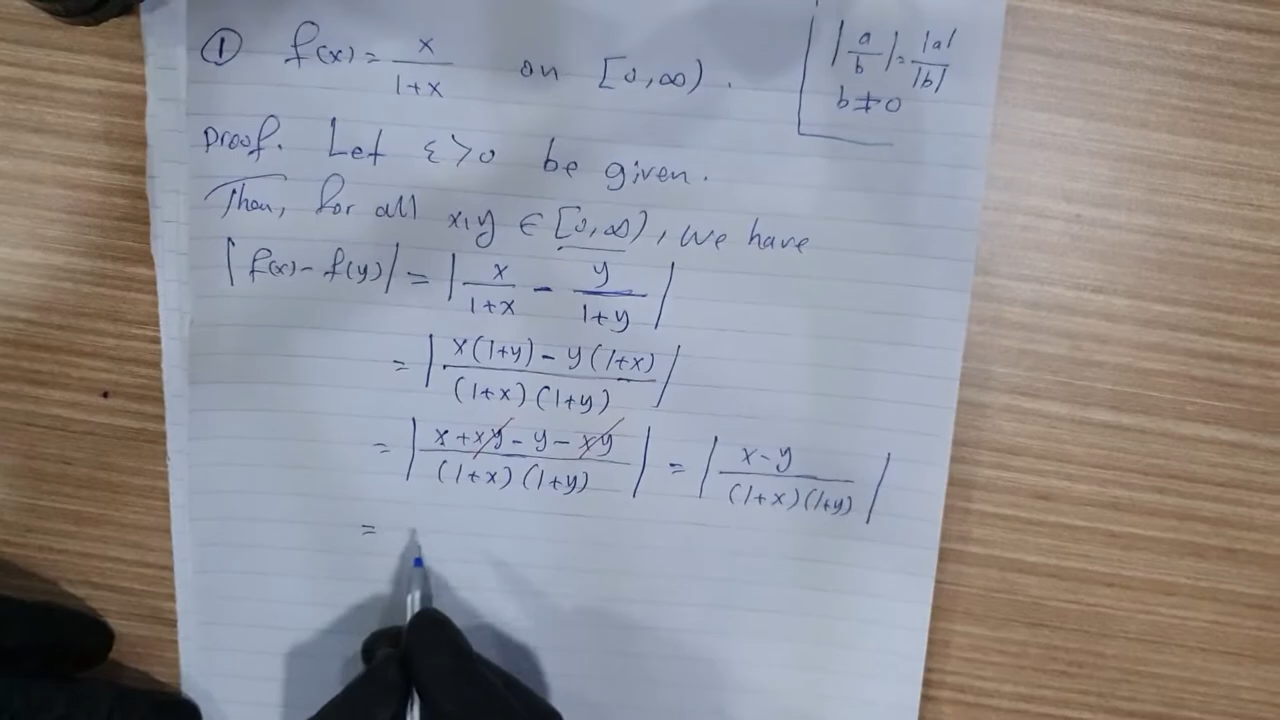 ① f(x) = x/(1+x) on [0,∞).
|a/b| = |a|/|b|
b≠0
Proof. Let ε>0 be given.
Then, for all x,y ∈ [0,∞), we have
|f(x) - f(y)| = |x/(1+x) - y/(1+y)|
= |(x(1+y) - y(1+x))/((1+x)(1+y))|
= |(x+xy - y - xy)/((1+x)(1+y))| = |(x-y)/((1+x)(1+y))|
=